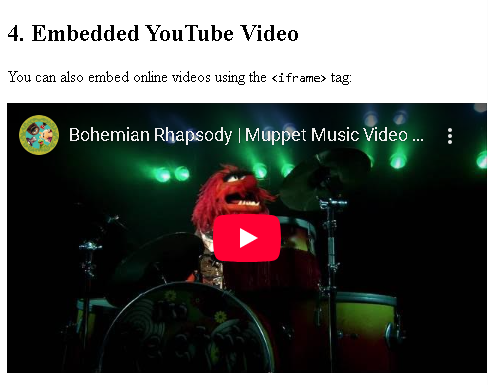 4. Embedded YouTube Video
You can also embed online videos using the <iframe> tag:
Bohemian Rhapsody | Muppet Music Video ...